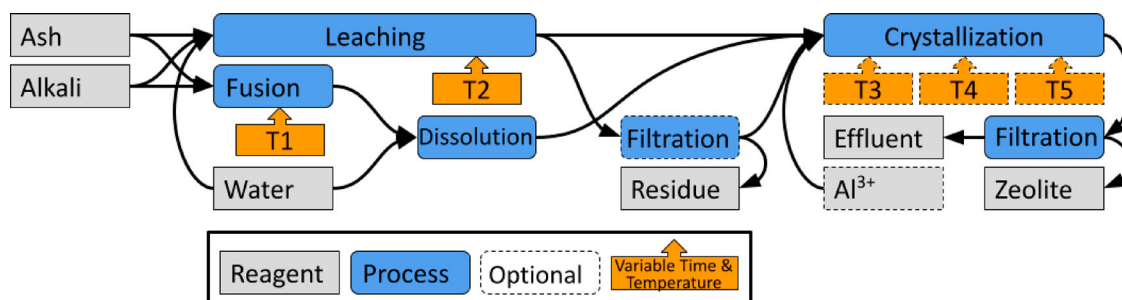 Ash
Leaching
Crystallization
Alkali
Fusion
T2
T3
T4
T5
T1
Dissolution
Filtration
Effluent
Filtration
Water
Residue
Al³⁺
Zeolite
Reagent
Process
Optional
Variable Time &
Temperature